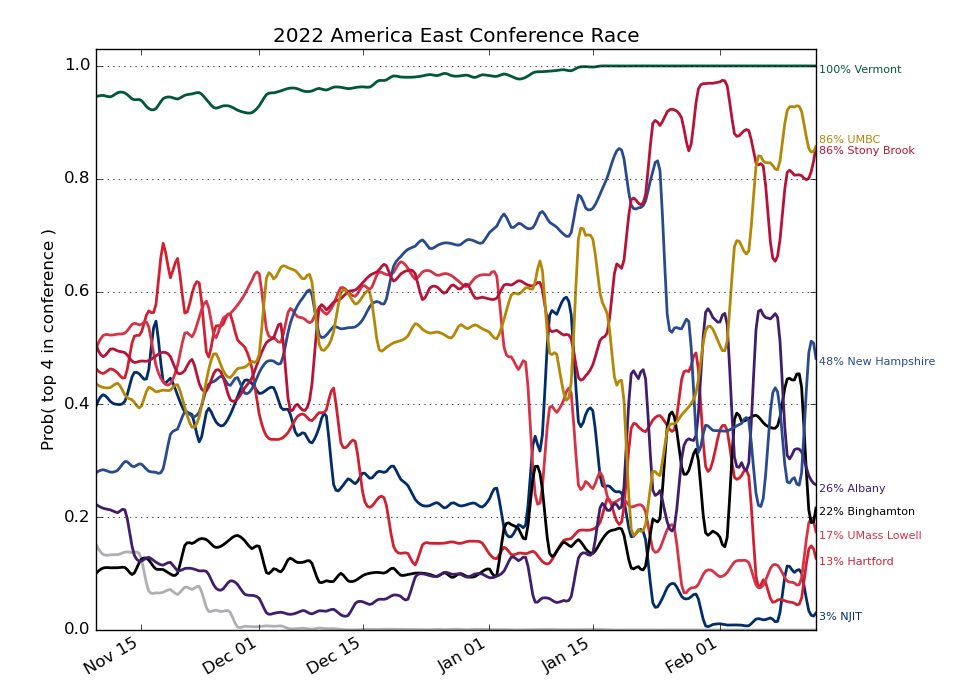 2022 America East Conference Race
Prob( top 4 in conference )
1.0
0.8
0.6
0.4
0.2
0.0
Nov 15
Dec 01
Dec 15
Jan 01
Jan 15
Feb 01
100% Vermont
86% UMBC
86% Stony Brook
48% New Hampshire
26% Albany
22% Binghamton
17% UMass Lowell
13% Hartford
3% NJIT